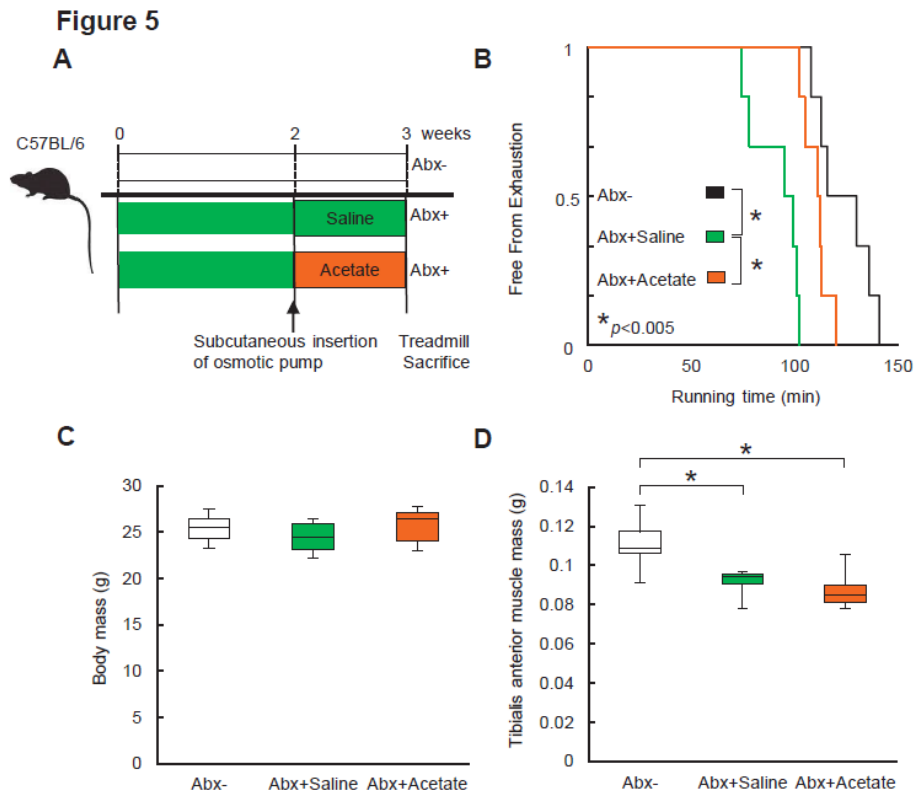 Figure 5
A
C57BL/6
0 2 3 weeks
Abx-
Saline Abx+
Acetate Abx+
Subcutaneous insertion
of osmotic pump
Treadmill
Sacrifice
B
Free From Exhaustion
1
0.5
0
Abx-
*
Abx+Saline
*
Abx+Acetate
*p<0.005
0 50 100 150
Running time (min)
C
Body mass (g)
30
25
20
15
10
5
0
Abx- Abx+Saline Abx+Acetate
D
Tibialis anterior muscle mass (g)
*
*
0.14
0.12
0.1
0.08
0.06
0.04
0.02
0
Abx- Abx+Saline Abx+Acetate